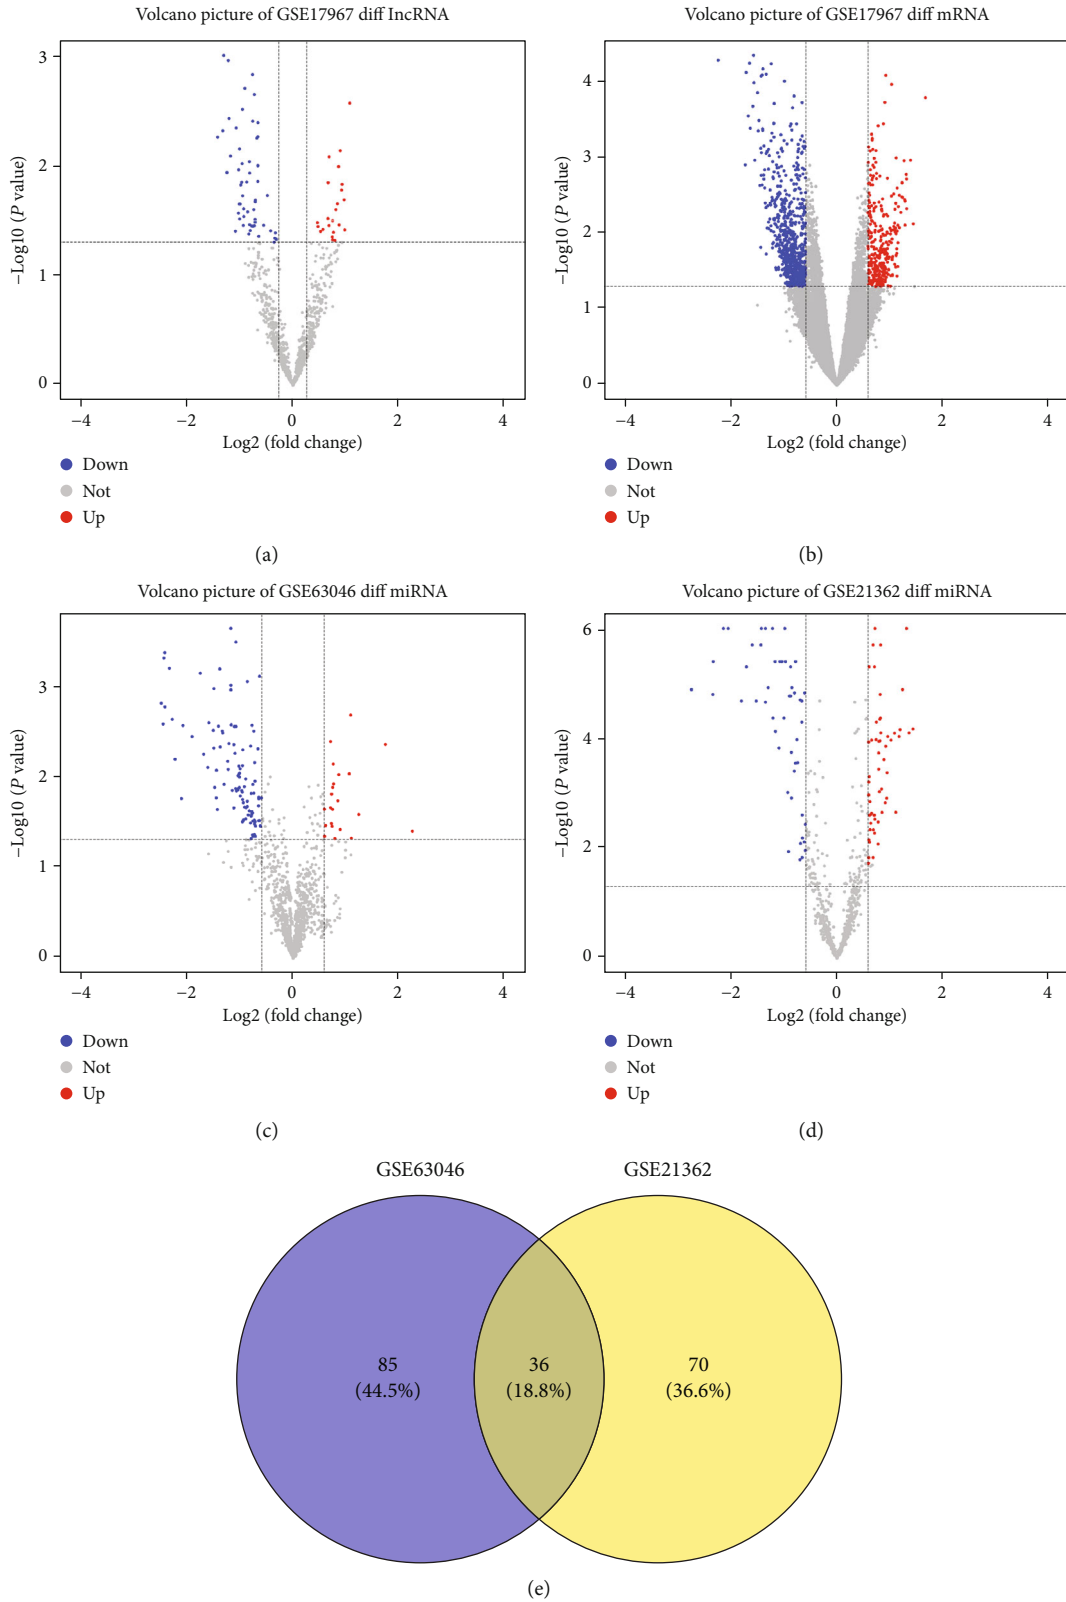 Volcano picture of GSE17967 diff lncRNA
3
2
1
0
−Log10 (P value)
−4
−2
0
2
4
Log2 (fold change)
Down
Not
Up
(a)
Volcano picture of GSE17967 diff mRNA
4
3
2
1
0
−Log10 (P value)
−4
−2
0
2
4
Log2 (fold change)
Down
Not
Up
(b)
Volcano picture of GSE63046 diff miRNA
3
2
1
0
−Log10 (P value)
−4
−2
0
2
4
Log2 (fold change)
Down
Not
Up
(c)
Volcano picture of GSE21362 diff miRNA
6
4
2
0
−Log10 (P value)
−4
−2
0
2
4
Log2 (fold change)
Down
Not
Up
(d)
GSE63046
GSE21362
85
(44.5%)
36
(18.8%)
70
(36.6%)
(e)